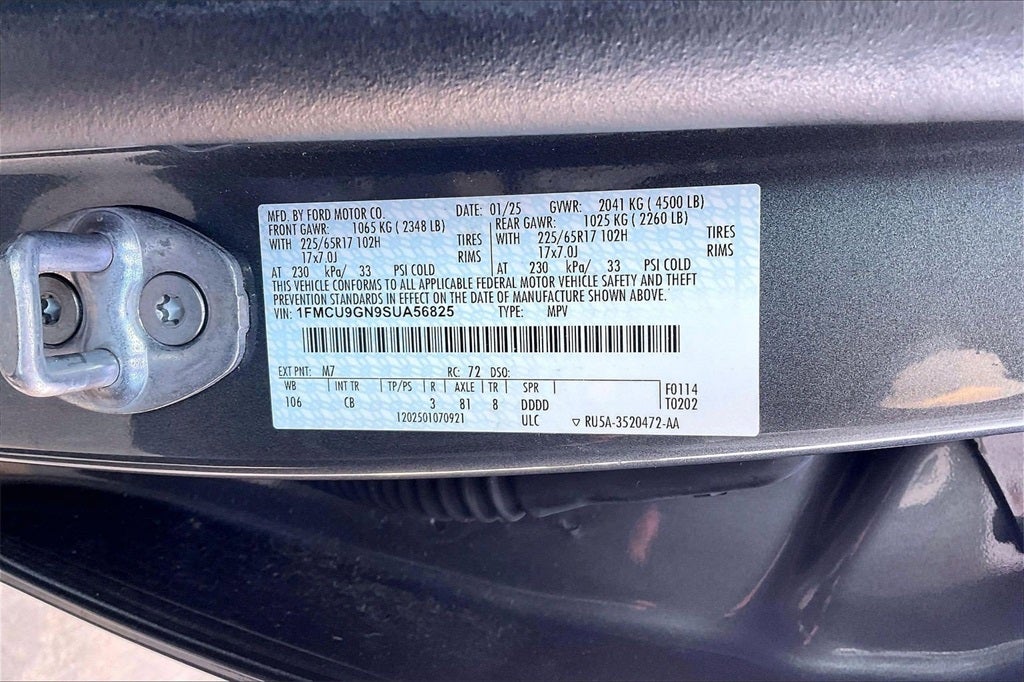 MFD. BY FORD MOTOR CO. DATE: 01/25 GVWR: 2041 KG ( 4500 LB)
FRONT GAWR: 1065 KG ( 2348 LB) REAR GAWR: 1025 KG ( 2260 LB)
WITH 225/65R17 102H TIRES WITH 225/65R17 102H TIRES
17x7.0J RIMS 17x7.0J RIMS
AT 230 kPa/ 33 PSI COLD AT 230 kPa/ 33 PSI COLD
THIS VEHICLE CONFORMS TO ALL APPLICABLE FEDERAL MOTOR VEHICLE SAFETY AND THEFT
PREVENTION STANDARDS IN EFFECT ON THE DATE OF MANUFACTURE SHOWN ABOVE.
VIN: 1FMCU9GN9SUA56825 TYPE: MPV
EXT PNT: M7 RC: 72 DSO:
WB INT TR TP/PS R AXLE TR SPR F0114
106 CB 3 81 8 DDDD T0202
1202501070921 ULC ▽ RU5A-3520472-AA